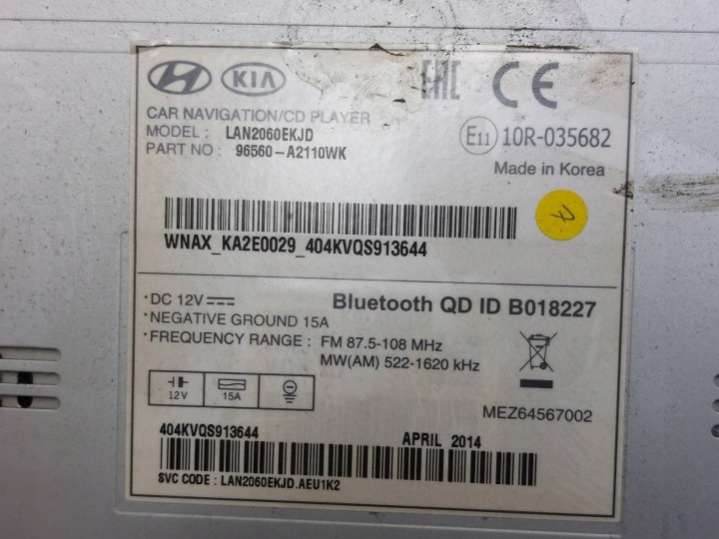 HYUNDAI KIA EAC CE
CAR NAVIGATION/CD PLAYER
MODEL : LAN2060EKJD
PART NO : 96560-A2110WK
E11 10R-035682
Made in Korea
7
WNAX_KA2E0029_404KVQS913644
·DC 12V
Bluetooth QD ID B018227
·NEGATIVE GROUND 15A
·FREQUENCY RANGE : FM 87.5-108 MHz
MW(AM) 522-1620 kHz
12V 15A
MEZ64567002
404KVQS913644 APRIL 2014
SVC CODE : LAN2060EKJD.AEU1K2